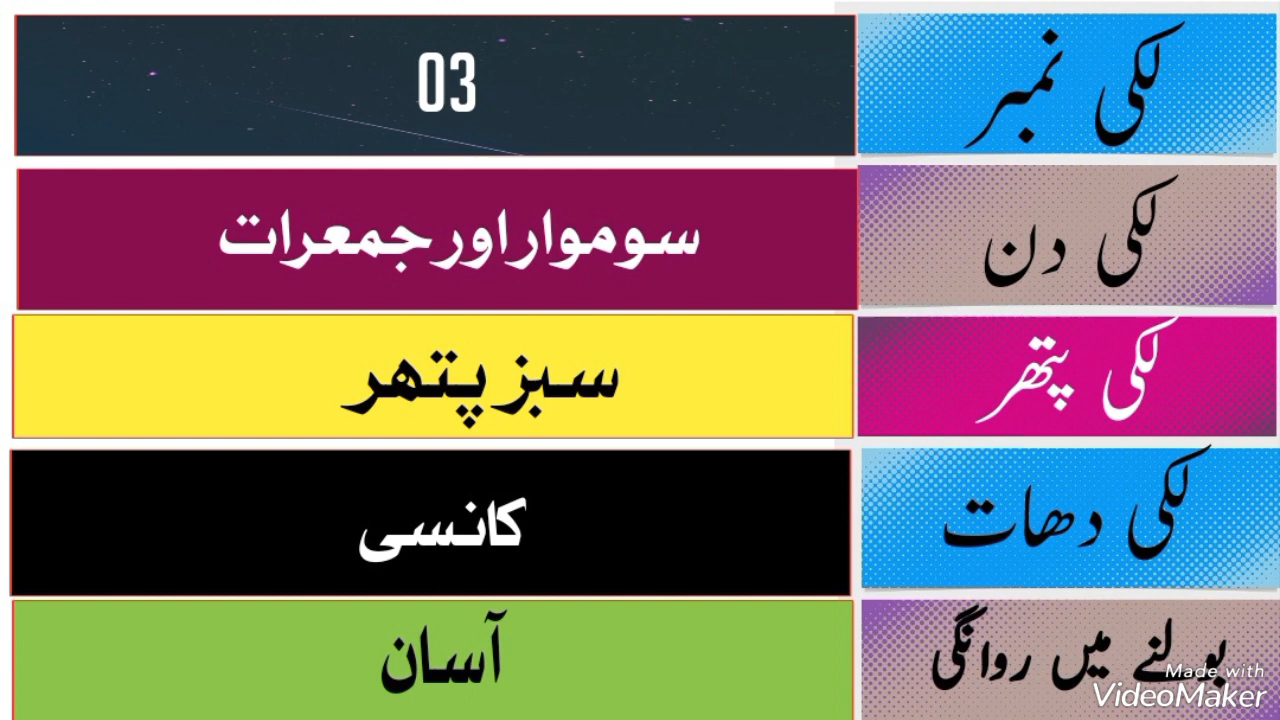 لکی نمبر 03
لکی دن سوموار اور جمعرات
لکی پتھر سبز پتھر
لکی دھات کانسی
بولنے میں روانگی آسان
Made with
VideoMaker